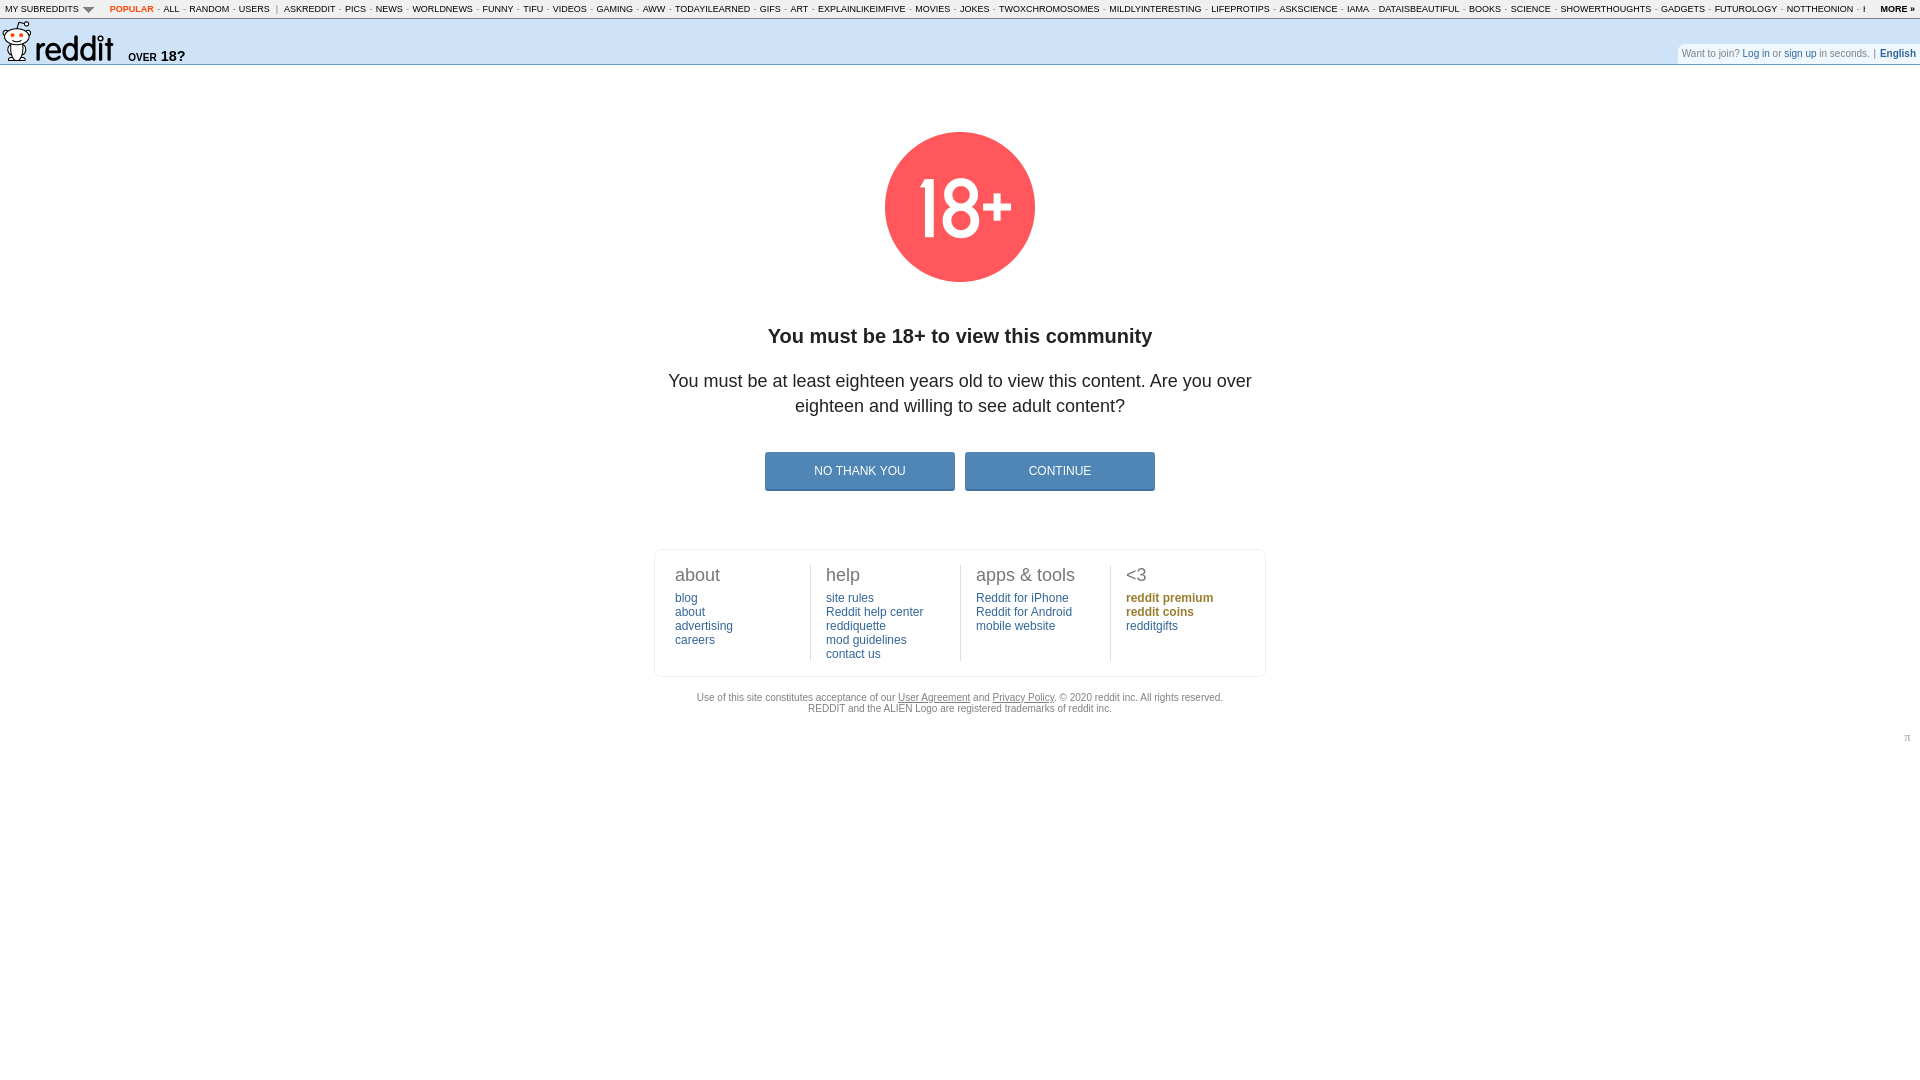 MY SUBREDDITS POPULAR - ALL - RANDOM - USERS | ASKREDDIT - PICS - NEWS - WORLDNEWS - FUNNY - TIFU - VIDEOS - GAMING - AWW - TODAYILEARNED - GIFS - ART - EXPLAINLIKEIMFIVE - MOVIES - JOKES - TWOXCHROMOSOMES - MILDLYINTERESTING - LIFEPROTIPS - ASKSCIENCE - IAMA - DATAISBEAUTIFUL - BOOKS - SCIENCE - SHOWERTHOUGHTS - GADGETS - FUTUROLOGY - NOTTHEONION - MORE »
reddit OVER 18?
Want to join? Log in or sign up in seconds. | English
18+
You must be 18+ to view this community
You must be at least eighteen years old to view this content. Are you over
eighteen and willing to see adult content?
NO THANK YOU CONTINUE
about
blog
about
advertising
careers
help
site rules
Reddit help center
reddiquette
mod guidelines
contact us
apps & tools
Reddit for iPhone
Reddit for Android
mobile website
<3
reddit premium
reddit coins
redditgifts
Use of this site constitutes acceptance of our User Agreement and Privacy Policy. © 2020 reddit inc. All rights reserved.
REDDIT and the ALIEN Logo are registered trademarks of reddit inc.
π